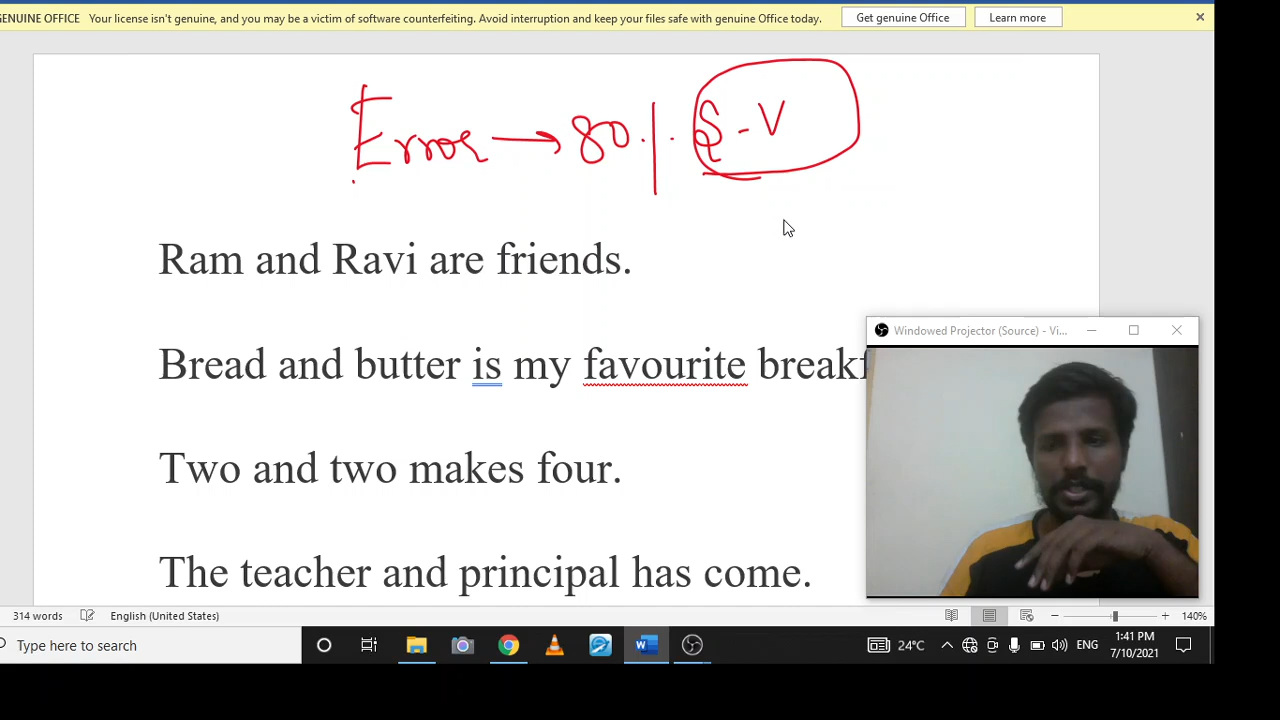 GENUINE OFFICE Your license isn't genuine, and you may be a victim of software counterfeiting. Avoid interruption and keep your files safe with genuine Office today. Get genuine Office Learn more
Error → 80% S-V
Ram and Ravi are friends.
Bread and butter is my favourite breakf
Windowed Projector (Source) - Vi...
Two and two makes four.
The teacher and principal has come.
314 words English (United States) 140%
Type here to search 24°C ENG 1:41 PM
7/10/2021